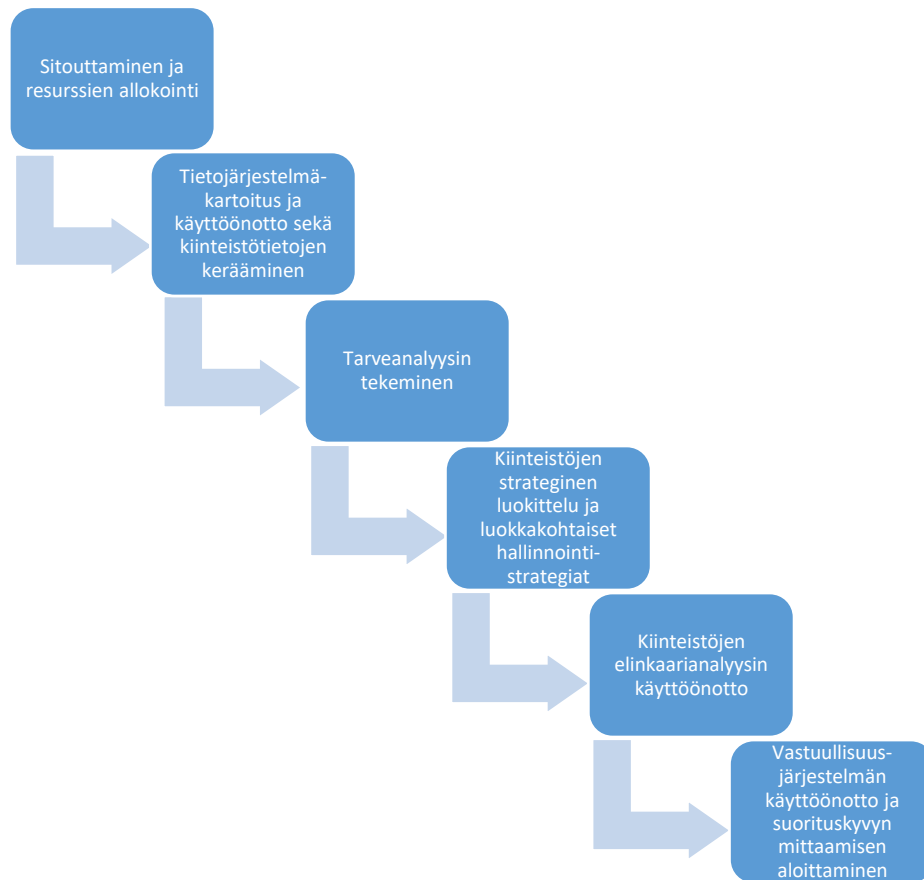 Sitouttaminen ja
resurssien allokointi
Tietojärjestelmä-
kartoitus ja
käyttöönotto sekä
kiinteistötietojen
kerääminen
Tarveanalyysin
tekeminen
Kiinteistöjen
strateginen
luokittelu ja
luokkakohtaiset
hallinnointi-
strategiat
Kiinteistöjen
elinkaarianalyysin
käyttöönotto
Vastuullisuus-
järjestelmän
käyttöönotto ja
suorituskyvyn
mittaamisen
aloittaminen